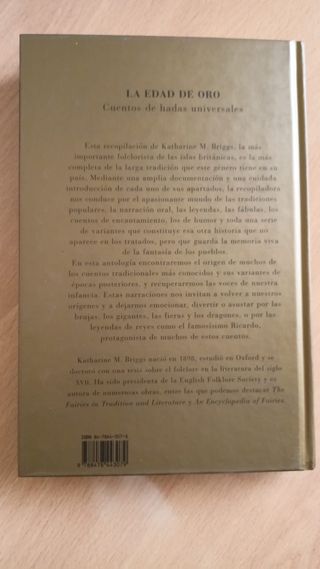 LA EDAD DE ORO
Cuentos de hadas universales
Esta recopilación de Katharine M. Briggs, la más
importante folclorista de las islas británicas, es la más
completa de la larga tradición que este género tiene en su
país. Mediante una amplia documentación y una cuidada
introducción de cada uno de sus apartados, la recopiladora
nos conduce por el apasionante mundo de las tradiciones
populares, la narración oral, las leyendas, las fábulas, los
cuentos de encantamiento, los de humor y toda una serie
de variantes que constituye esa otra historia que no
aparece en los tratados, pero que guarda la memoria viva
de la fantasía de los pueblos.
En esta antología encontraremos el origen de muchos de
los cuentos tradicionales más conocidos y sus variantes de
épocas posteriores, y recuperaremos las voces de nuestra
infancia. Estas narraciones nos invitan a volver a nuestros
orígenes y a dejarnos emocionar, divertir o asustar por las
brujas, los gigantes, las fieras y los dragones, o por las
leyendas de reyes como el famosísimo Ricardo,
protagonista de muchos de estos cuentos.
Katharine M. Briggs nació en 1898, estudió en Oxford y se
doctoró con una tesis sobre el folclore en la literatura del siglo
XVII. Ha sido presidenta de la English Folklore Society y es
autora de numerosas obras, entre las que podemos destacar The
Fairies in Tradition and Literature y An Encyclopedia of Fairies.
ISBN 84-7844-307-
9 788478 443079